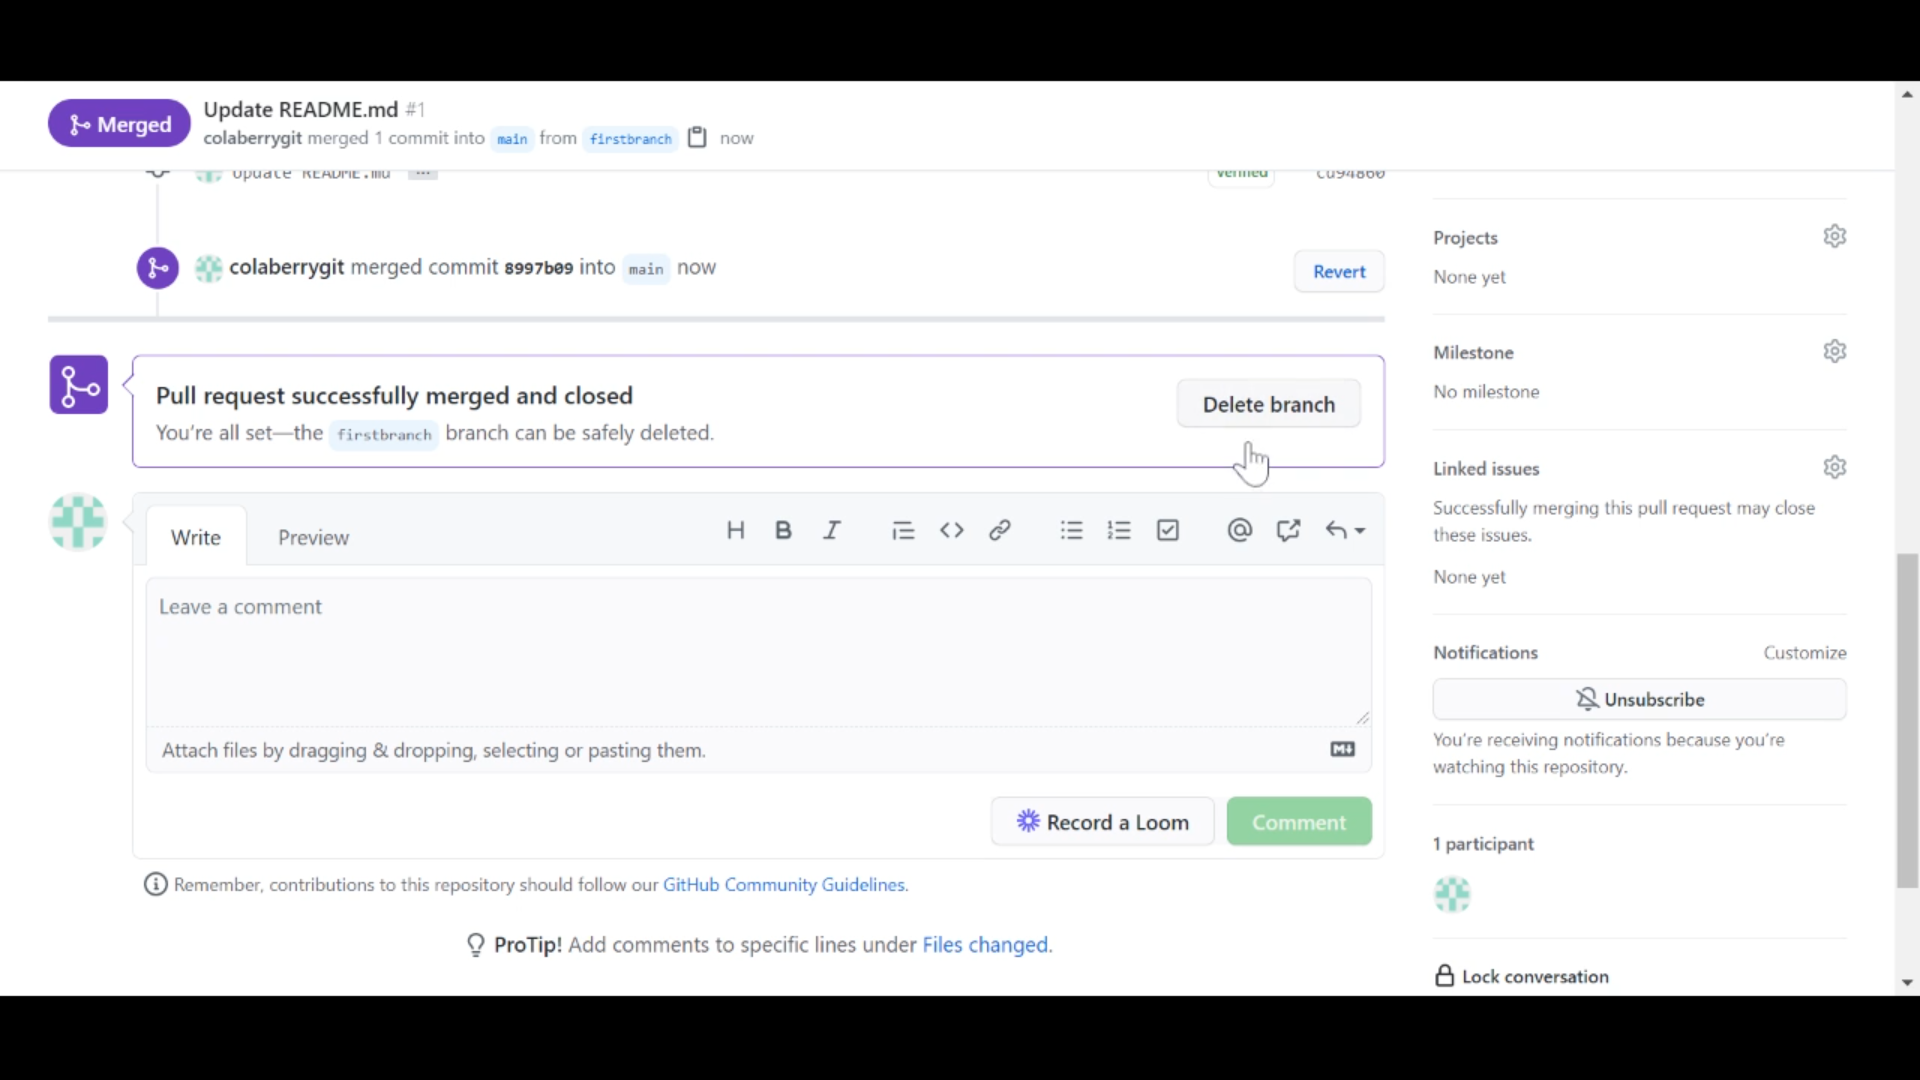 Merged
Update README.md #1
colaberrygit merged 1 commit into main from firstbranch now
Update README.md ...
Verified
colaberrygit merged commit 8997b09 into main now
Revert
Pull request successfully merged and closed
You're all set—the firstbranch branch can be safely deleted.
Delete branch
Write Preview
H B I
Leave a comment
Attach files by dragging & dropping, selecting or pasting them.
Record a Loom Comment
Remember, contributions to this repository should follow our GitHub Community Guidelines.
ProTip! Add comments to specific lines under Files changed.
Projects
None yet
Milestone
No milestone
Linked issues
Successfully merging this pull request may close
these issues.
None yet
Notifications Customize
Unsubscribe
You're receiving notifications because you're
watching this repository.
1 participant
Lock conversation